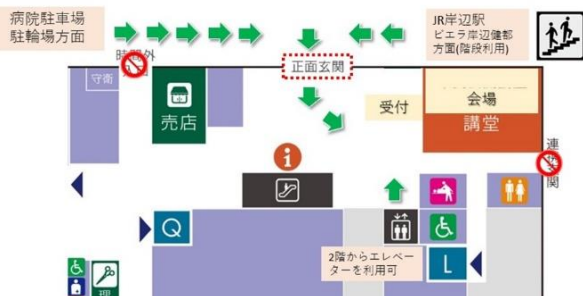 病院駐車場
駐輪場方面
JR岸辺駅
ピエラ岸辺健都
方面(階段利用)
時間外
正面玄関
守衛
売店
受付
会場
講堂
i
Q
L
2階からエレベー
ターを利用可
理